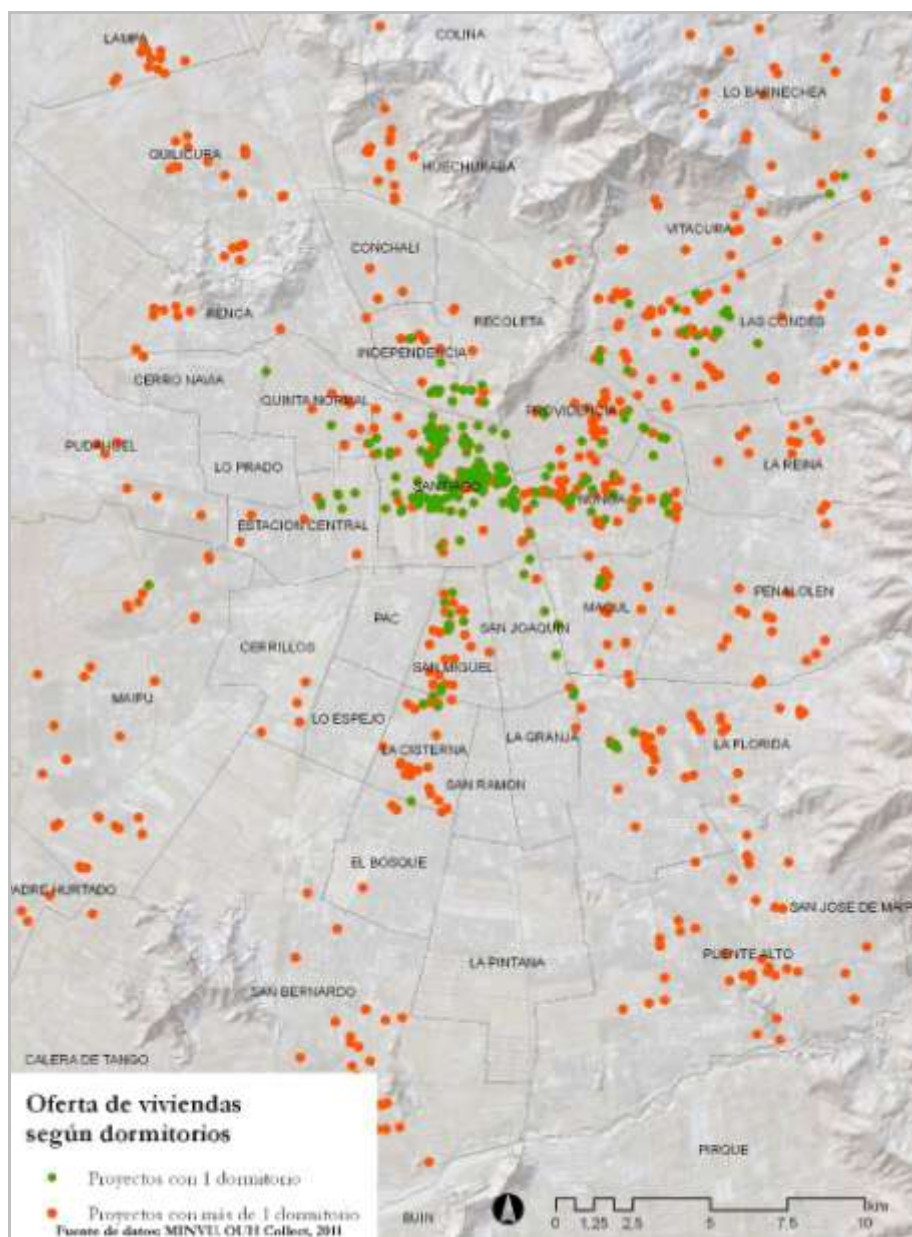 LAMPA
COLINA
LO BARNECHEA
QUILICURA
HUECHURABA
VITACURA
CONCHALI
RENCA
RECOLETA
LAS CONDES
INDEPENDENCIA
CERRO NAVIA
QUINTA NORMAL
PROVIDENCIA
PUDAHUEL
LO PRADO
LA REINA
SANTIAGO
ÑUÑOA
ESTACION CENTRAL
PEÑALOLEN
PAC
SAN JOAQUIN
MACUL
CERRILLOS
SAN MIGUEL
MAIPU
LO ESPEJO
LA GRANJA
LA FLORIDA
LA CISTERNA
SAN RAMON
EL BOSQUE
PADRE HURTADO
SAN JOSE DE MAIP
PUENTE ALTO
LA PINTANA
SAN BERNARDO
CALERA DE TANGO
Oferta de viviendas
según dormitorios
Proyectos con 1 dormitorio
Proyectos con más de 1 dormitorio
Fuente de datos: MINVU, OUH Collect, 2011
PIRQUE
BUIN
km
0 1.25 2.5 5 7.5 10